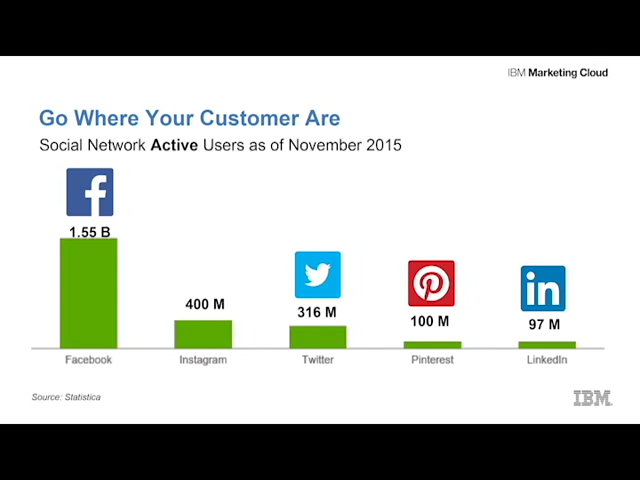 IBM Marketing Cloud
Go Where Your Customer Are
Social Network Active Users as of November 2015
f
1.55 B
400 M
316 M
100 M
in
97 M
Facebook
Instagram
Twitter
Pinterest
LinkedIn
Source: Statistica
IBM